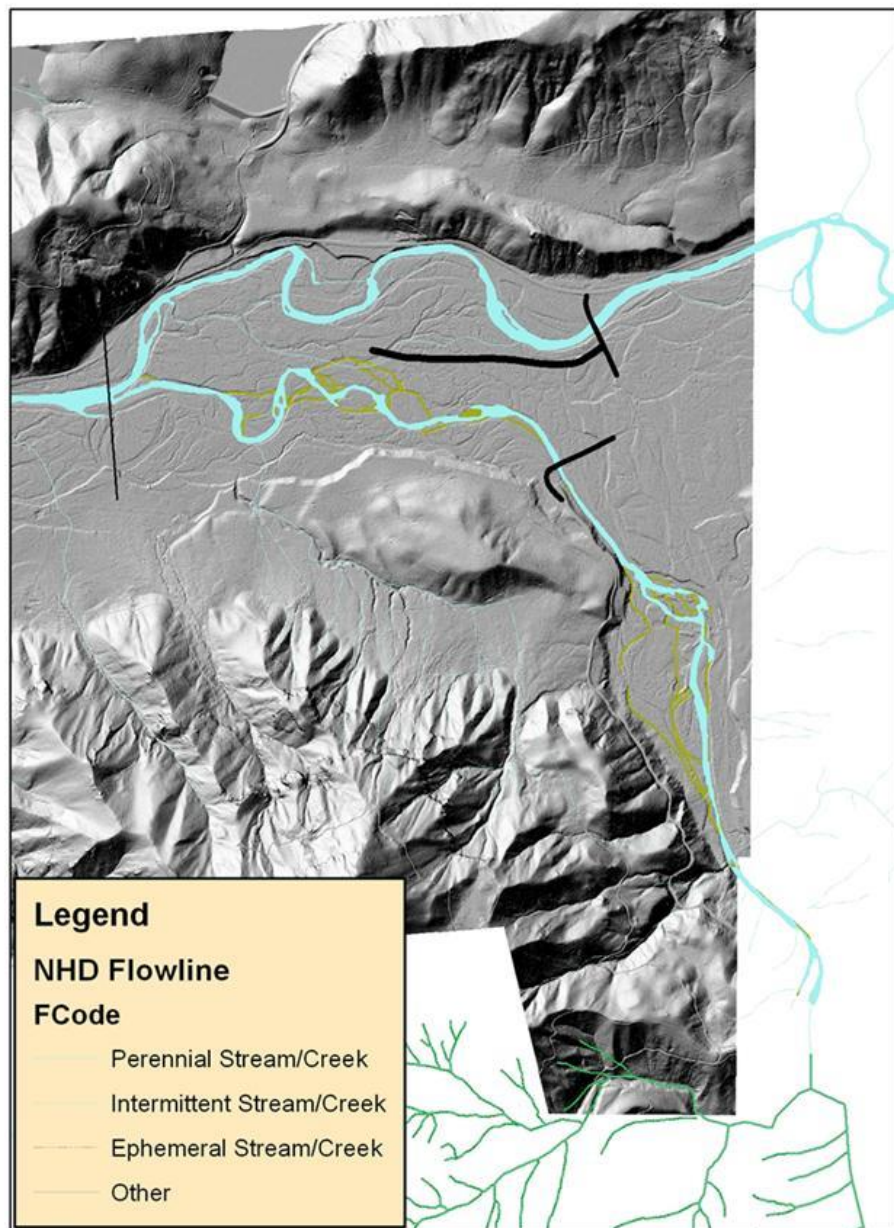 Legend
NHD Flowline
FCode
Perennial Stream/Creek
Intermittent Stream/Creek
Ephemeral Stream/Creek
Other